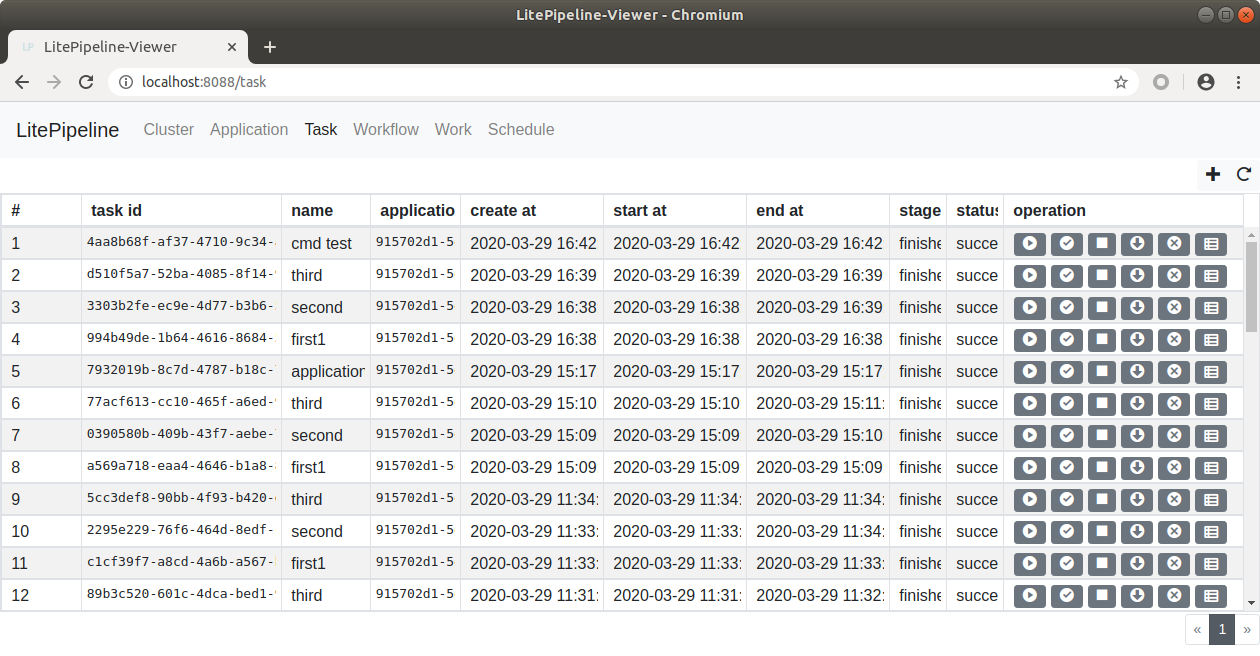 LitePipeline-Viewer - Chromium
LP LitePipeline-Viewer
localhost:8088/task
LitePipeline Cluster Application Task Workflow Work Schedule
# task id name applicatio create at start at end at stage status operation
1 4aa8b68f-af37-4710-9c34- cmd test 915702d1-5 2020-03-29 16:42 2020-03-29 16:42 2020-03-29 16:42 finishe succe
2 d510f5a7-52ba-4085-8f14- third 915702d1-5 2020-03-29 16:39 2020-03-29 16:39 2020-03-29 16:39 finishe succe
3 3303b2fe-ec9e-4d77-b3b6- second 915702d1-5 2020-03-29 16:38 2020-03-29 16:38 2020-03-29 16:39 finishe succe
4 994b49de-1b64-4616-8684- first1 915702d1-5 2020-03-29 16:38 2020-03-29 16:38 2020-03-29 16:38 finishe succe
5 7932019b-8c7d-4787-b18c- application 915702d1-5 2020-03-29 15:17 2020-03-29 15:17 2020-03-29 15:17 finishe succe
6 77acf613-cc10-465f-a6ed- third 915702d1-5 2020-03-29 15:10 2020-03-29 15:10 2020-03-29 15:11: finishe succe
7 0390580b-409b-43f7-aebe- second 915702d1-5 2020-03-29 15:09 2020-03-29 15:09 2020-03-29 15:10 finishe succe
8 a569a718-eaa4-4646-b1a8- first1 915702d1-5 2020-03-29 15:09 2020-03-29 15:09 2020-03-29 15:09 finishe succe
9 5cc3def8-90bb-4f93-b420- third 915702d1-5 2020-03-29 11:34: 2020-03-29 11:34: 2020-03-29 11:34: finishe succe
10 2295e229-76f6-464d-8edf- second 915702d1-5 2020-03-29 11:33: 2020-03-29 11:33: 2020-03-29 11:34: finishe succe
11 c1cf39f7-a8cd-4a6b-a567- first1 915702d1-5 2020-03-29 11:33: 2020-03-29 11:33: 2020-03-29 11:33: finishe succe
12 89b3c520-601c-4dca-bed1- third 915702d1-5 2020-03-29 11:31: 2020-03-29 11:31: 2020-03-29 11:32: finishe succe
« 1 »